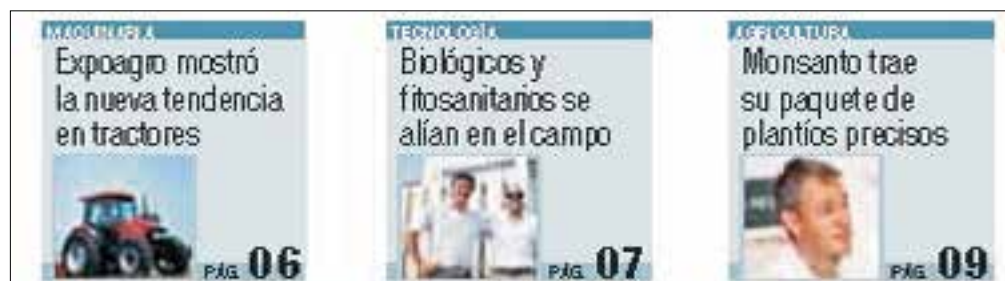 MAQUINARIA
Expoagro mostró
la nueva tendencia
en tractores
PÁG. 06
TECNOLOGÍA
Biológicos y
fitosanitarios se
alían en el campo
PÁG. 07
AGRICULTURA
Monsanto trae
su paquete de
plantíos precisos
PÁG. 09